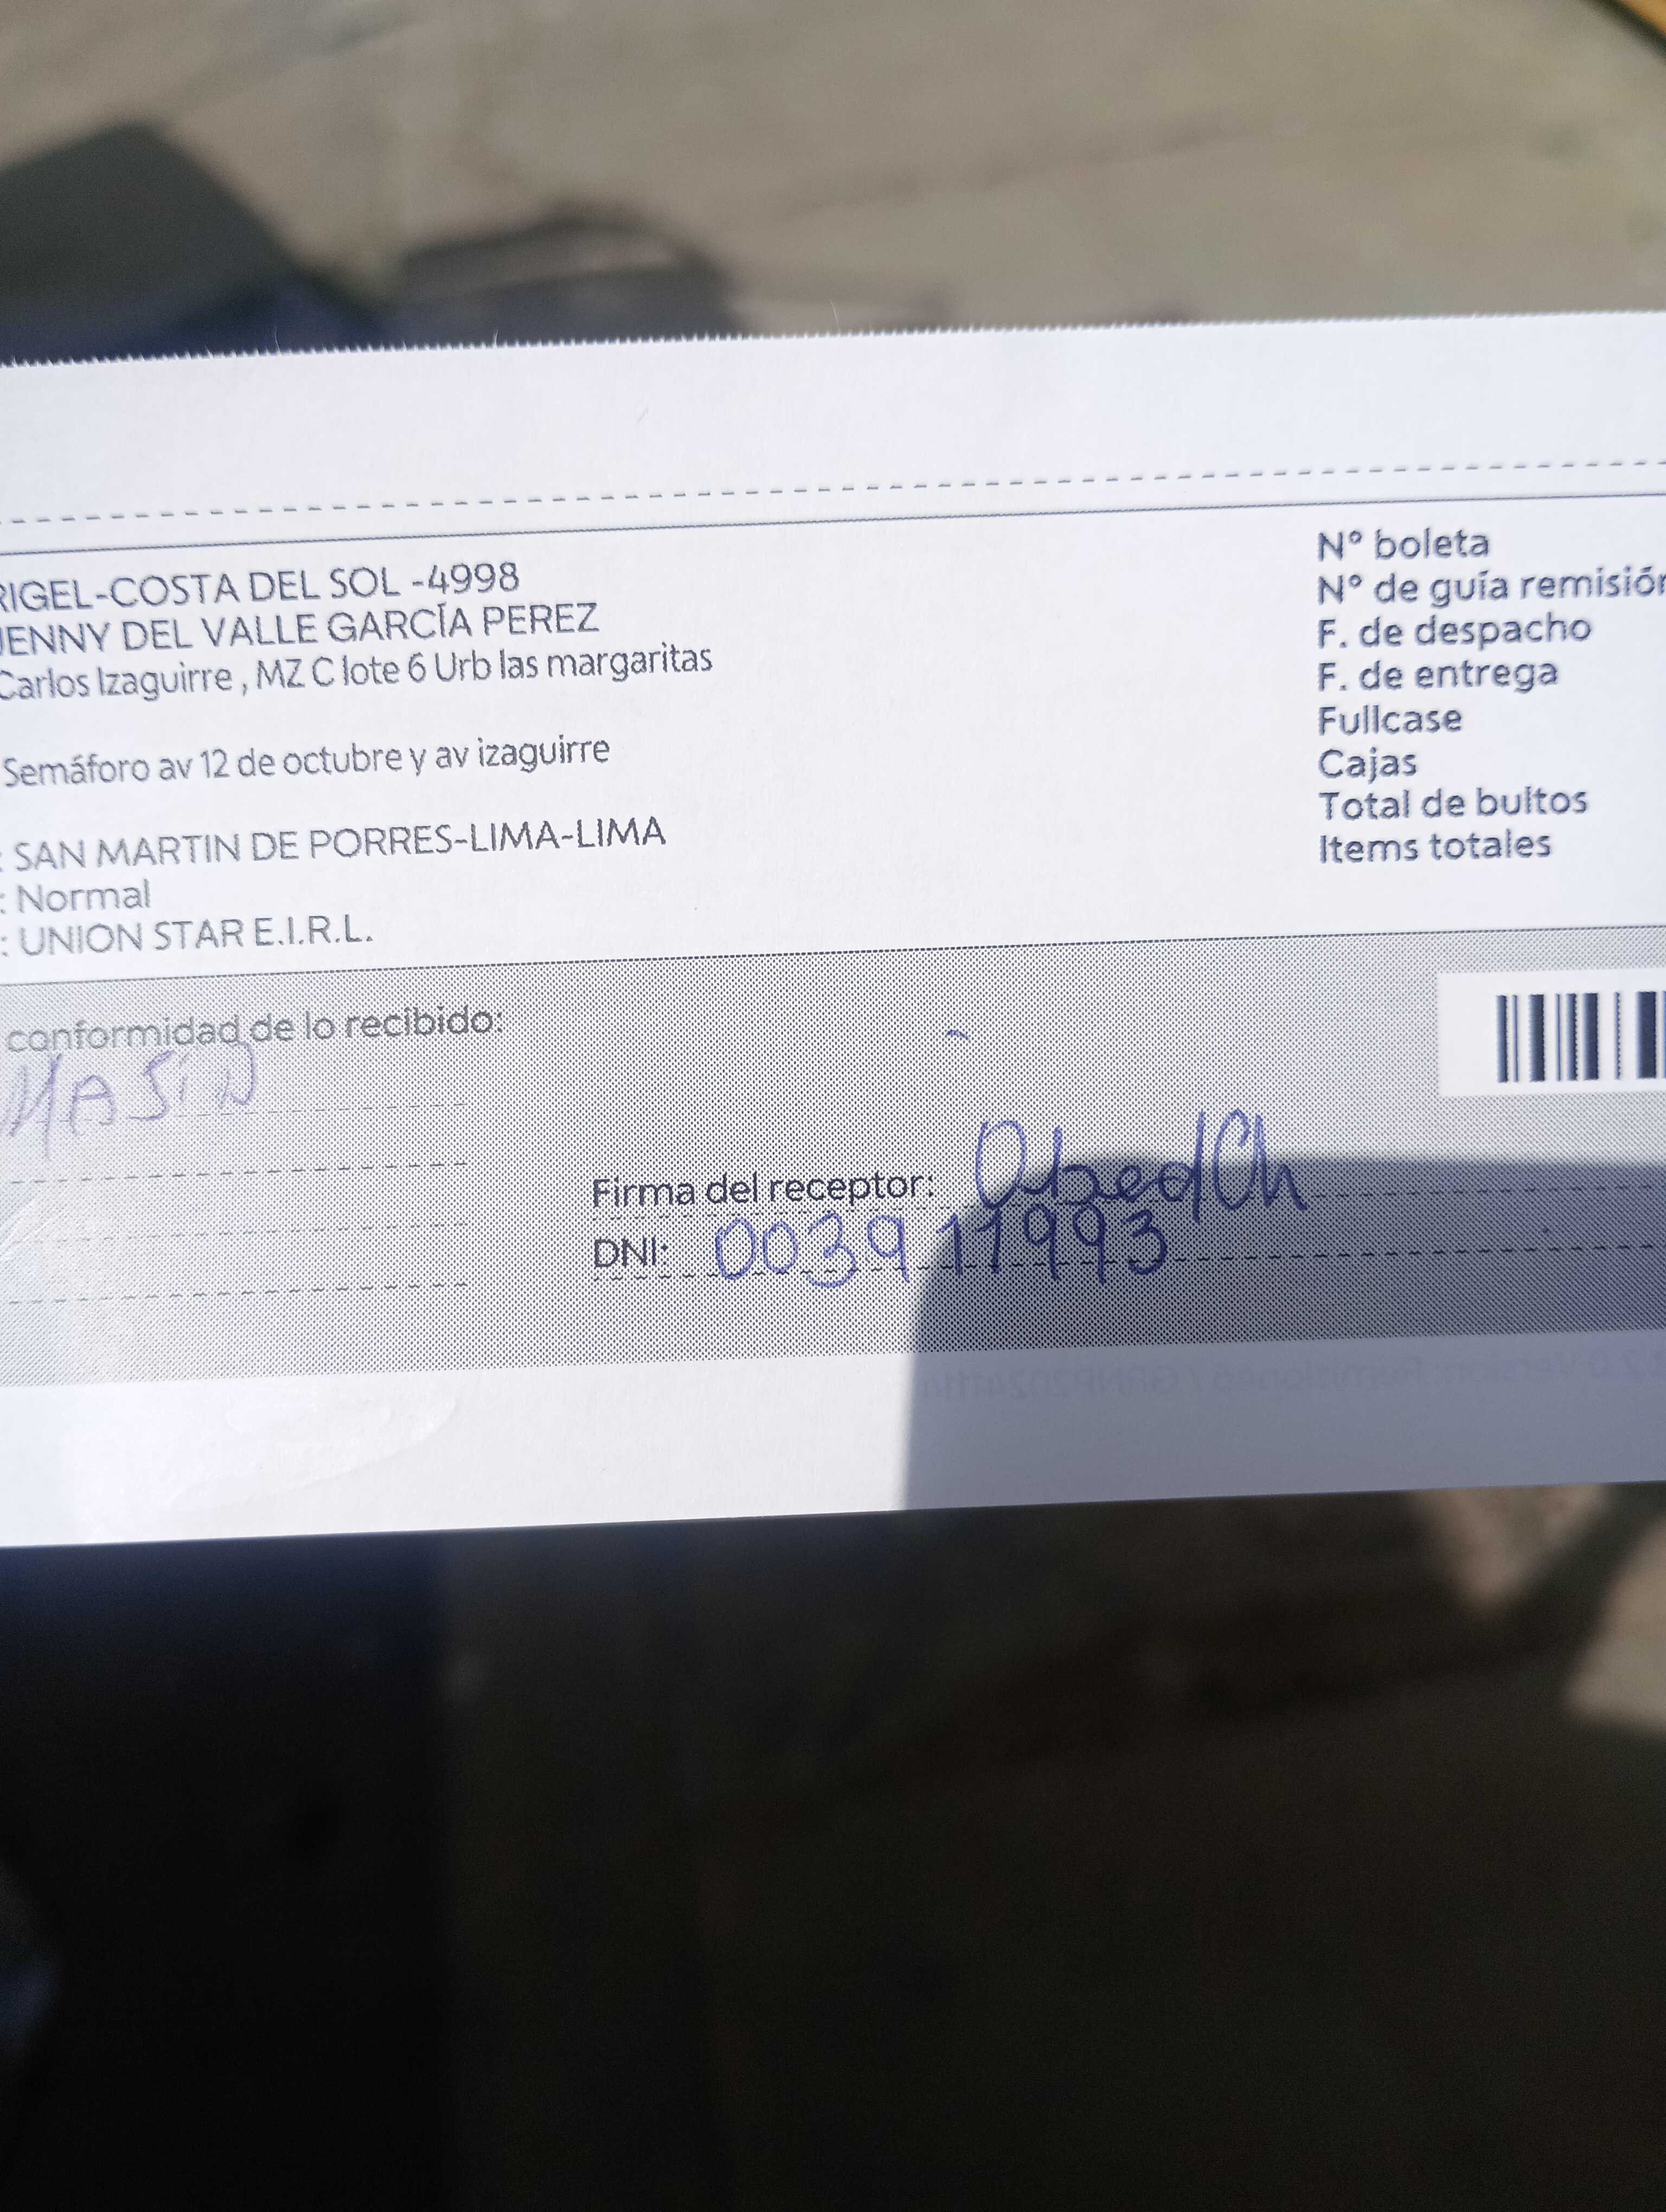 RIGEL-COSTA DEL SOL -4998
JENNY DEL VALLE GARCÍA PEREZ
Carlos Izaguirre , MZ C lote 6 Urb las margaritas
Semáforo av 12 de octubre y av izaguirre
: SAN MARTIN DE PORRES-LIMA-LIMA
: Normal
: UNION STAR E.I.R.L.
N° boleta
N° de guía remisión
F. de despacho
F. de entrega
Fullcase
Cajas
Total de bultos
Items totales
conformidad de lo recibido:
Firma del receptor: ObedCh
DNI: 003911993